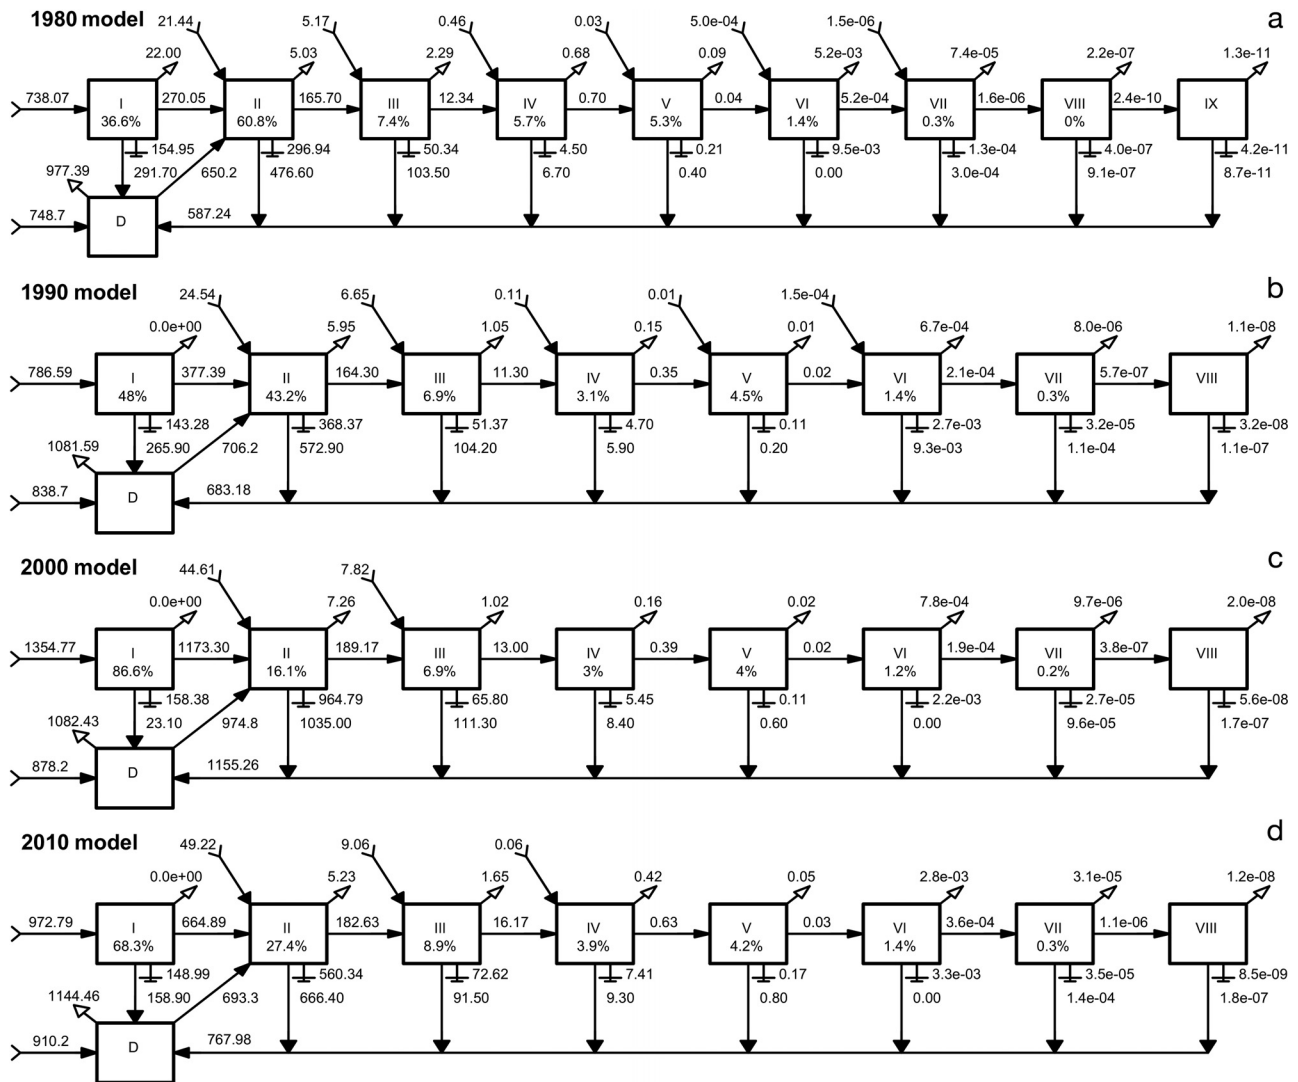 1980 model
a
21.44 5.17 0.46 0.03 5.0e-04 1.5e-06
22.00 5.03 2.29 0.68 0.09 5.2e-03 7.4e-05 2.2e-07 1.3e-11
738.07 I 270.05 II 165.70 III 12.34 IV 0.70 V 0.04 VI 5.2e-04 VII 1.6e-06 VIII 2.4e-10 IX
36.6% 60.8% 7.4% 5.7% 5.3% 1.4% 0.3% 0%
154.95 296.94 50.34 4.50 0.21 9.5e-03 1.3e-04 4.0e-07 4.2e-11
977.39 291.70 650.2 476.60 103.50 6.70 0.40 0.00 3.0e-04 9.1e-07 8.7e-11
748.7 D 587.24
1990 model
b
24.54 6.65 0.11 0.01 1.5e-04
0.0e+00 5.95 1.05 0.15 0.01 6.7e-04 8.0e-06 1.1e-08
786.59 I 377.39 II 164.30 III 11.30 IV 0.35 V 0.02 VI 2.1e-04 VII 5.7e-07 VIII
48% 43.2% 6.9% 3.1% 4.5% 1.4% 0.3%
143.28 368.37 51.37 4.70 0.11 2.7e-03 3.2e-05 3.2e-08
1081.59 265.90 706.2 572.90 104.20 5.90 0.20 9.3e-03 1.1e-04 1.1e-07
838.7 D 683.18
2000 model
c
44.61 7.82
0.0e+00 7.26 1.02 0.16 0.02 7.8e-04 9.7e-06 2.0e-08
1354.77 I 1173.30 II 189.17 III 13.00 IV 0.39 V 0.02 VI 1.9e-04 VII 3.8e-07 VIII
86.6% 16.1% 6.9% 3% 4% 1.2% 0.2%
158.38 964.79 65.80 5.45 0.11 2.2e-03 2.7e-05 5.6e-08
1082.43 23.10 974.8 1035.00 111.30 8.40 0.60 0.00 9.6e-05 1.7e-07
878.2 D 1155.26
2010 model
d
49.22 9.06 0.06
0.0e+00 5.23 1.65 0.42 0.05 2.8e-03 3.1e-05 1.2e-08
972.79 I 664.89 II 182.63 III 16.17 IV 0.63 V 0.03 VI 3.6e-04 VII 1.1e-06 VIII
68.3% 27.4% 8.9% 3.9% 4.2% 1.4% 0.3%
148.99 560.34 72.62 7.41 0.17 3.3e-03 3.5e-05 8.5e-09
1144.46 158.90 693.3 666.40 91.50 9.30 0.80 0.00 1.4e-04 1.8e-07
910.2 D 767.98